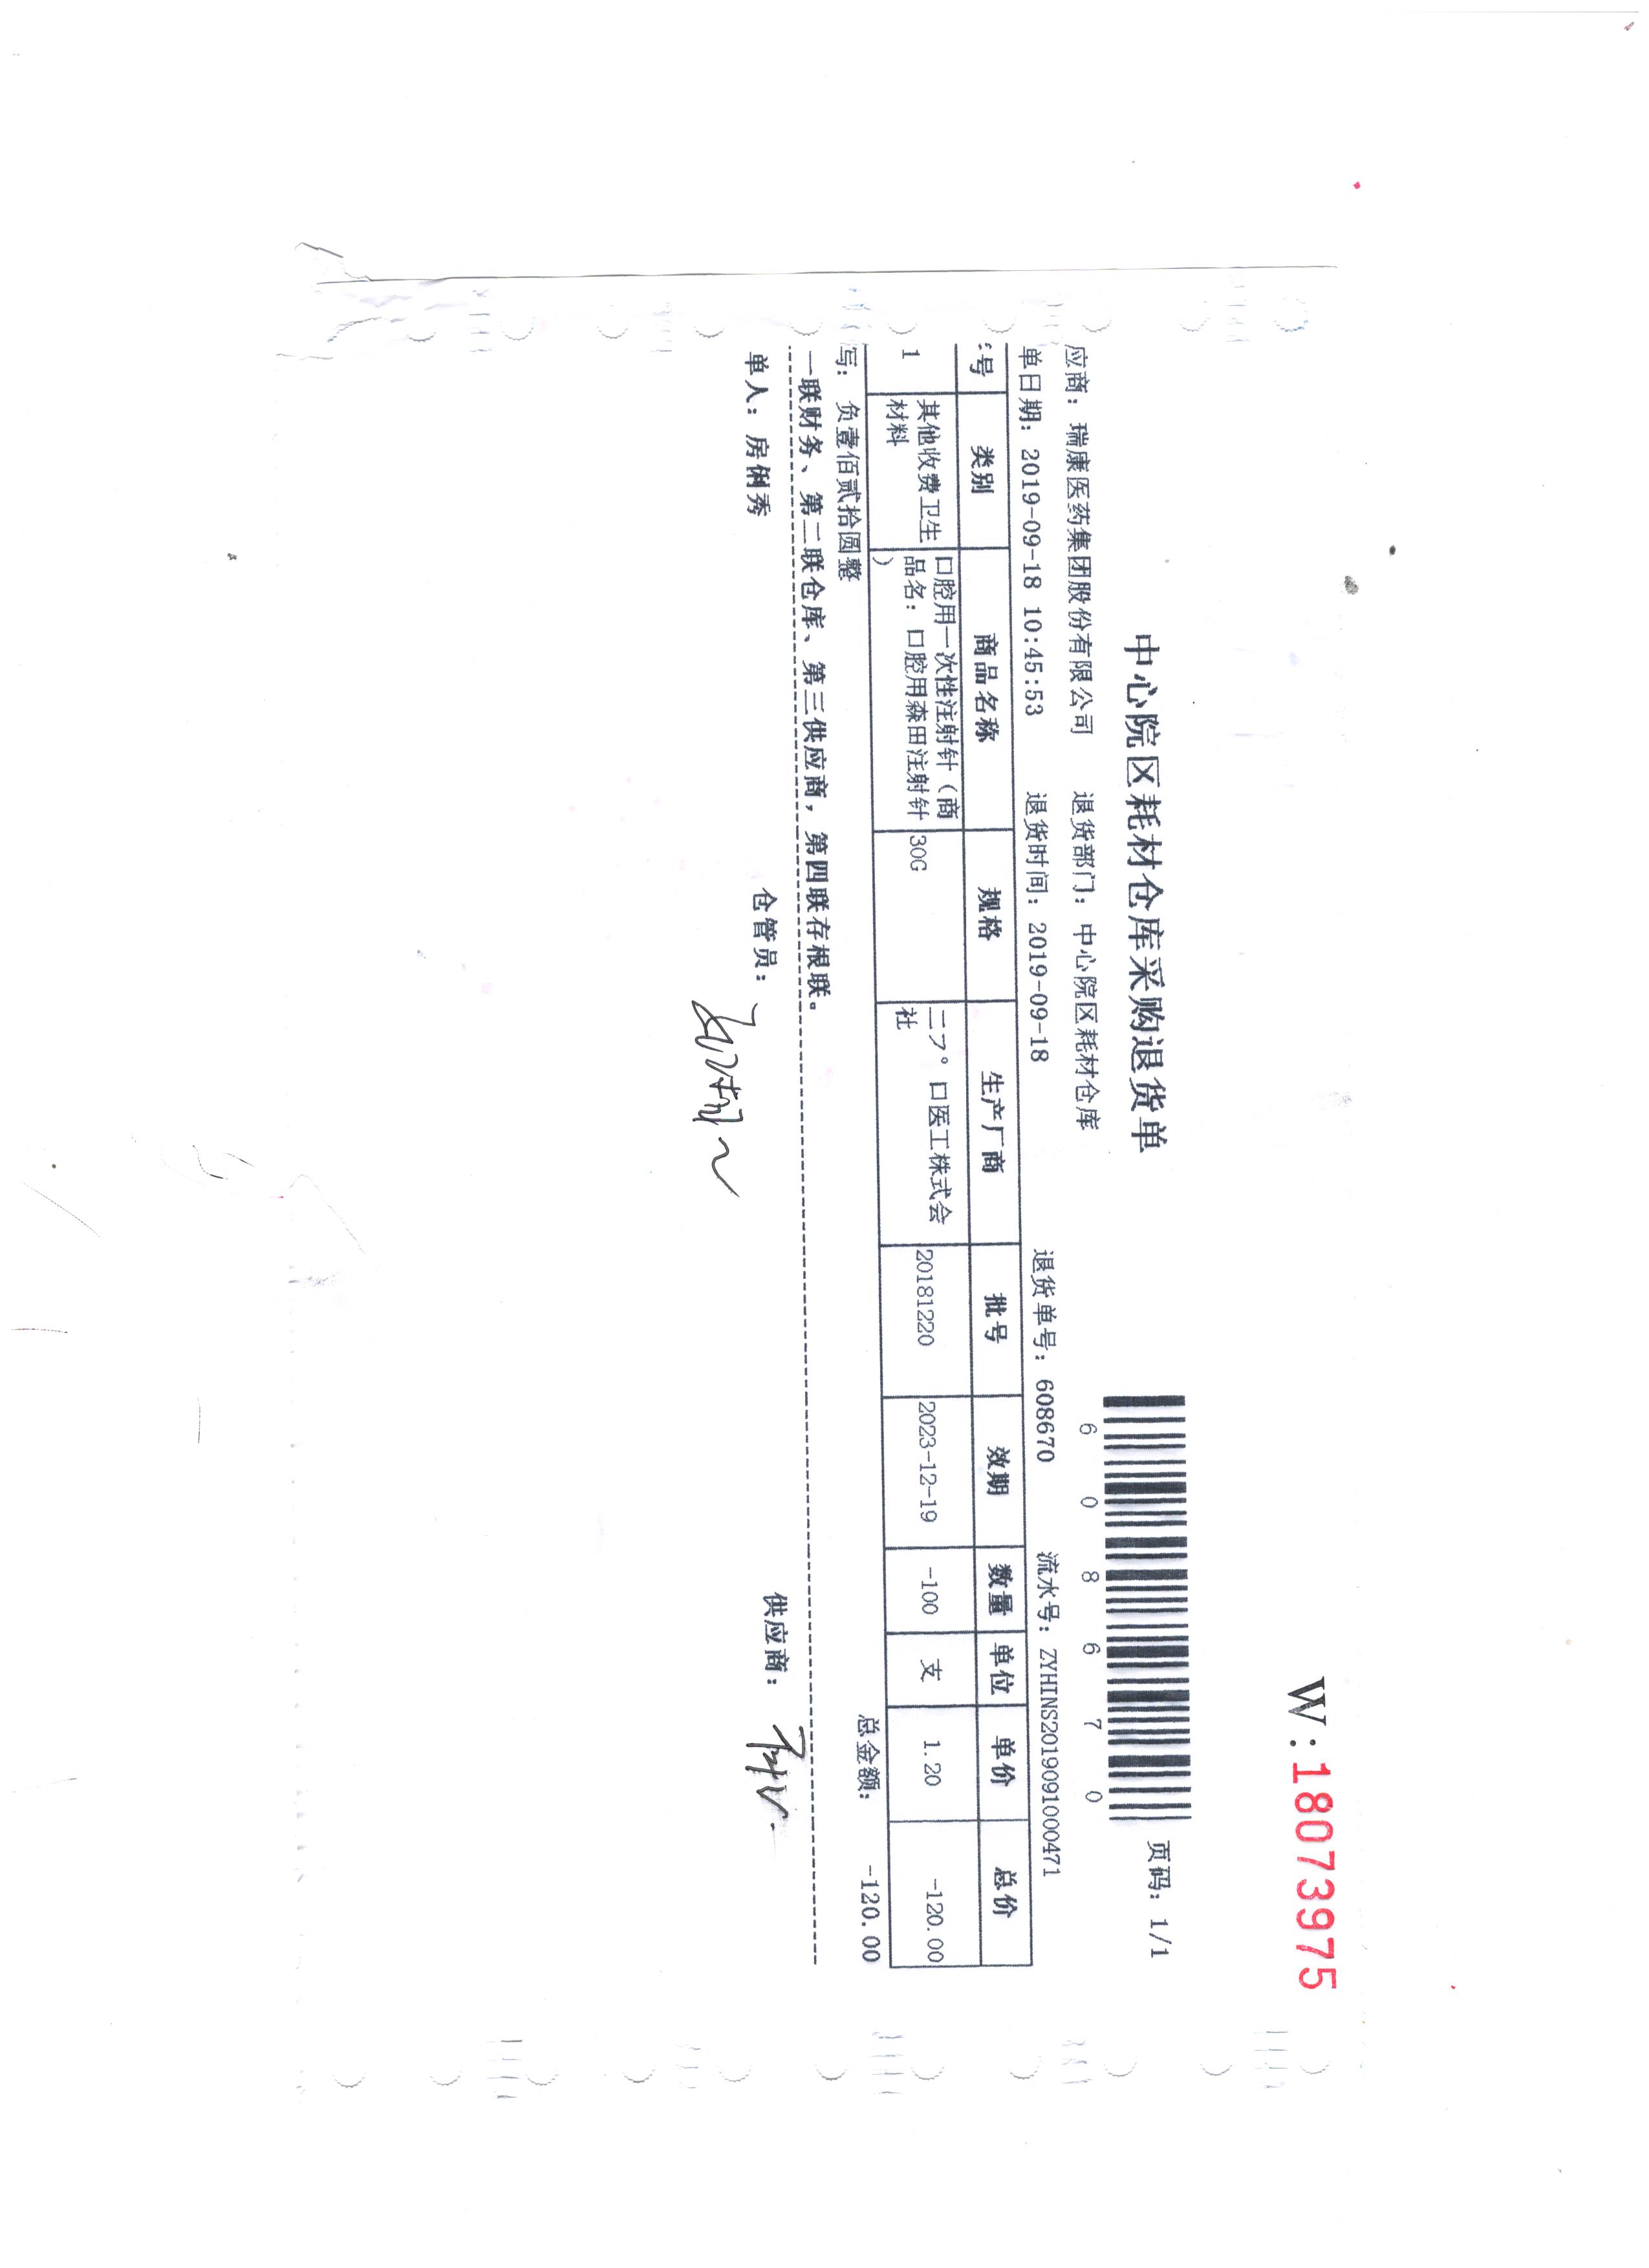 W:18073975
中心院区耗材仓库采购退货单
页码: 1/1
6 0 8 6 7 0
应商: 瑞康医药集团股份有限公司 退货部门: 中心院区耗材仓库
单日期: 2019-09-18 10:45:53 退货时间: 2019-09-18 退货单号: 608670 流水号: ZYHINS20190910000471
号 类别 商品名称 规格 生产厂商 批号 效期 数量 单位 单价 总价
1 其他收费卫生 口腔用一次性注射针（商 30G ニプ゜ロ医工株式会 20181220 2023-12-19 -100 支 1.20 -120.00
材料 品名: 口腔用森田注射针 社
）
写: 负壹佰贰拾圆整 总金额: -120.00
一联财务、第二联仓库、第三供应商, 第四联存根联。
单人: 房俐秀 仓管员: 供应商: